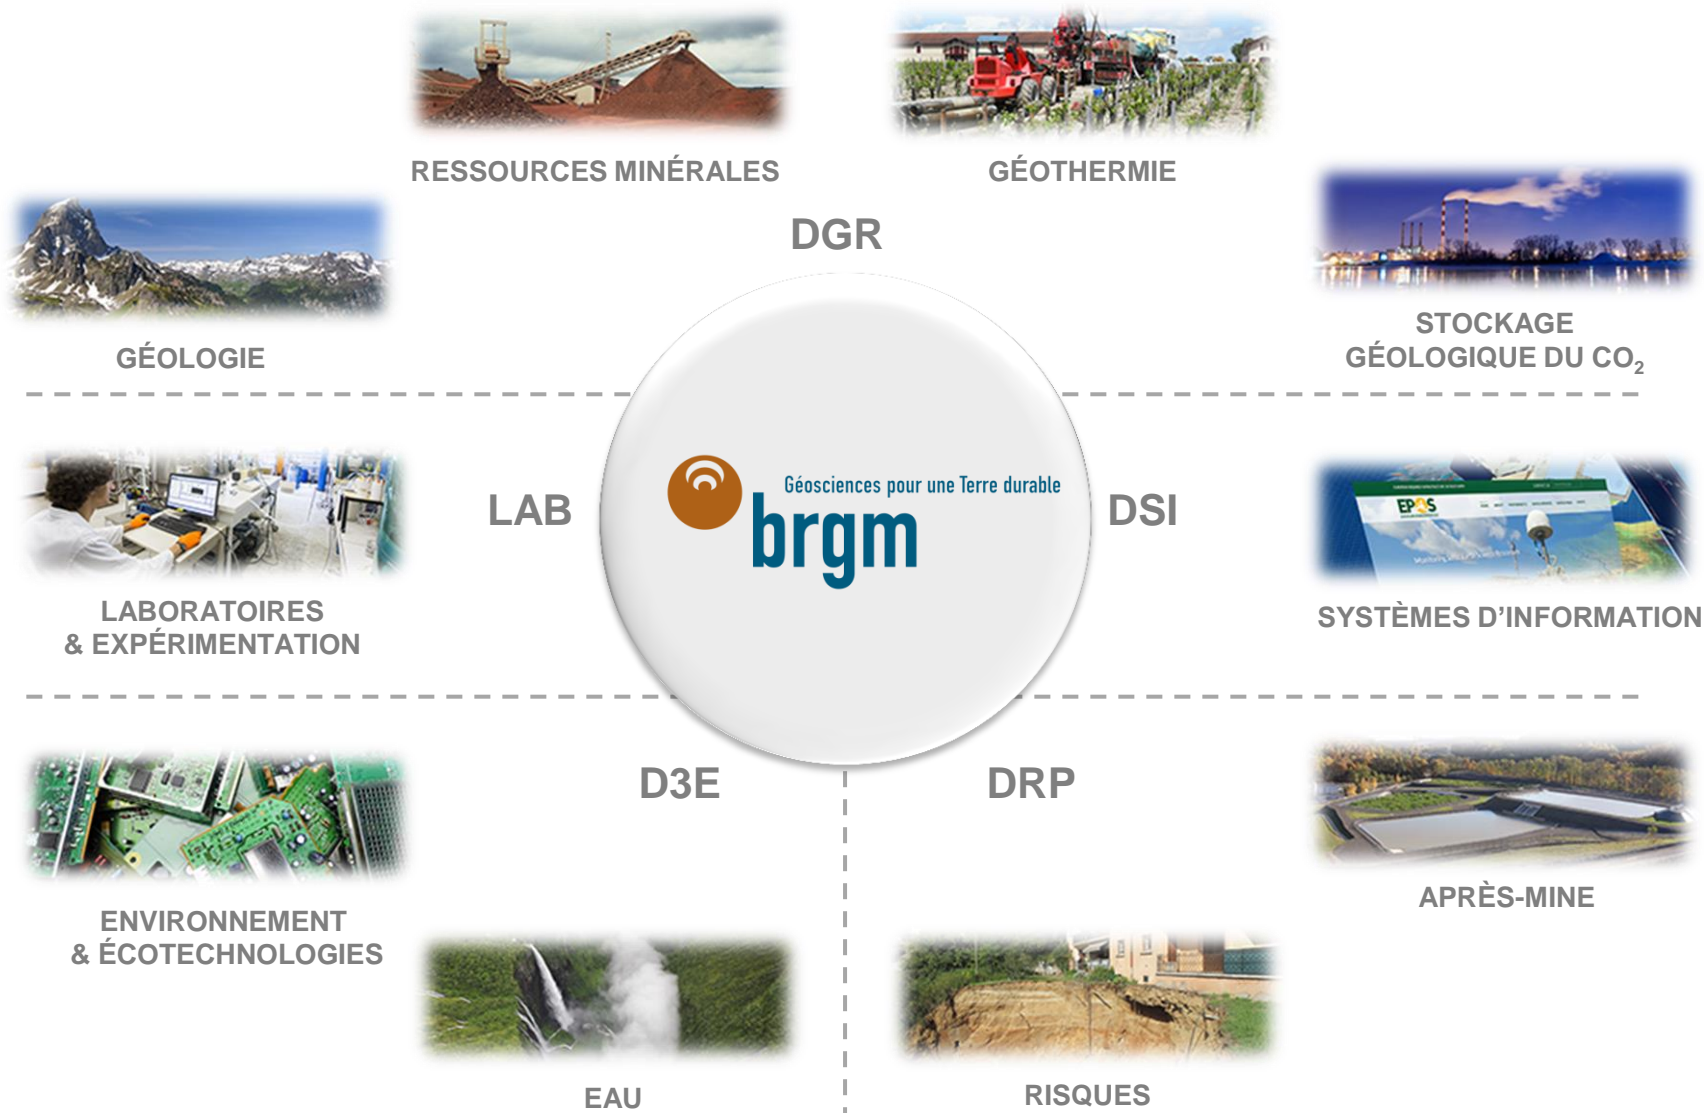 RESSOURCES MINÉRALES
GÉOTHERMIE
DGR
GÉOLOGIE
STOCKAGE
GÉOLOGIQUE DU CO₂
LAB
Géosciences pour une Terre durable
brgm
DSI
EPOS
LABORATOIRES
& EXPÉRIMENTATION
SYSTÈMES D’INFORMATION
D3E
DRP
ENVIRONNEMENT
& ÉCOTECHNOLOGIES
APRÈS-MINE
EAU
RISQUES